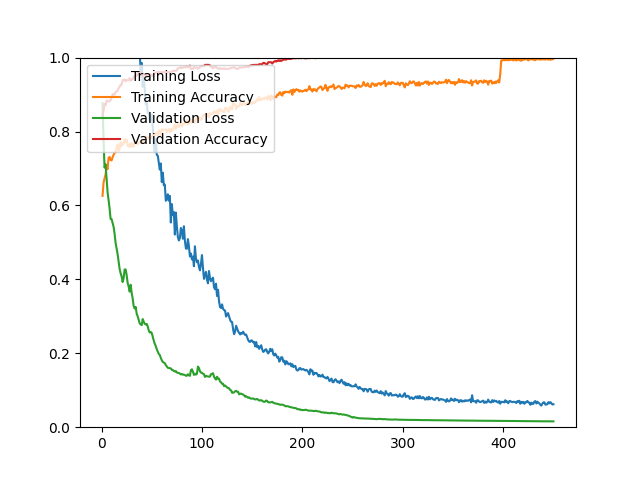 1.0
0.8
0.6
0.4
0.2
0.0
Training Loss
Training Accuracy
Validation Loss
Validation Accuracy
0 100 200 300 400